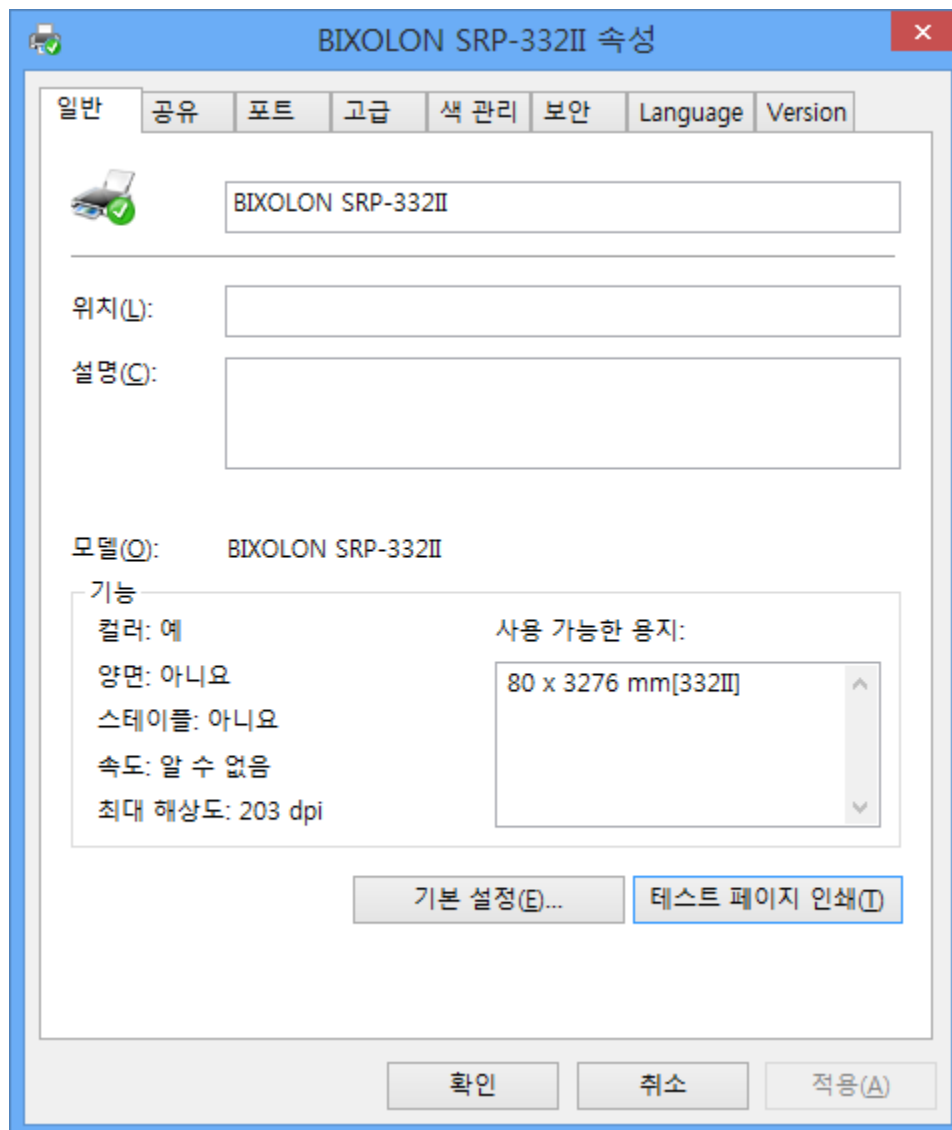 BIXOLON SRP-332II 속성
일반 공유 포트 고급 색 관리 보안 Language Version
BIXOLON SRP-332II
위치(L):
설명(C):
모델(O): BIXOLON SRP-332II
기능
컬러: 예
양면: 아니요
스테이플: 아니요
속도: 알 수 없음
최대 해상도: 203 dpi
사용 가능한 용지:
80 x 3276 mm[332II]
기본 설정(E)... 테스트 페이지 인쇄(T)
확인 취소 적용(A)